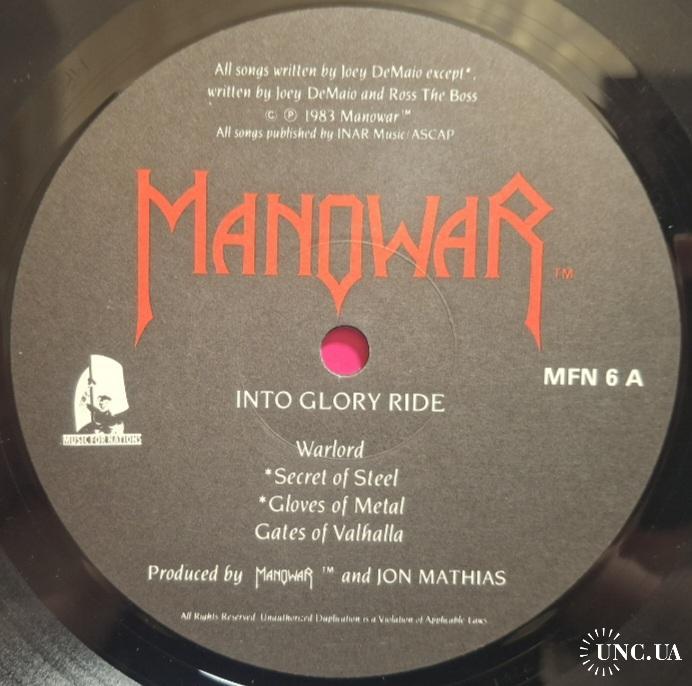 All songs written by Joey DeMaio except*,
written by Joey DeMaio and Ross The Boss
© ℗ 1983 Manowar™
All songs published by INAR Music/ASCAP
MANOWAR™
MFN 6 A
INTO GLORY RIDE
MUSIC FOR NATIONS
Warlord
*Secret of Steel
*Gloves of Metal
Gates of Valhalla
Produced by MANOWAR ™ and JON MATHIAS
All Rights Reserved. Unauthorized Duplication is a Violation of Applicable Laws.
UNC.UA